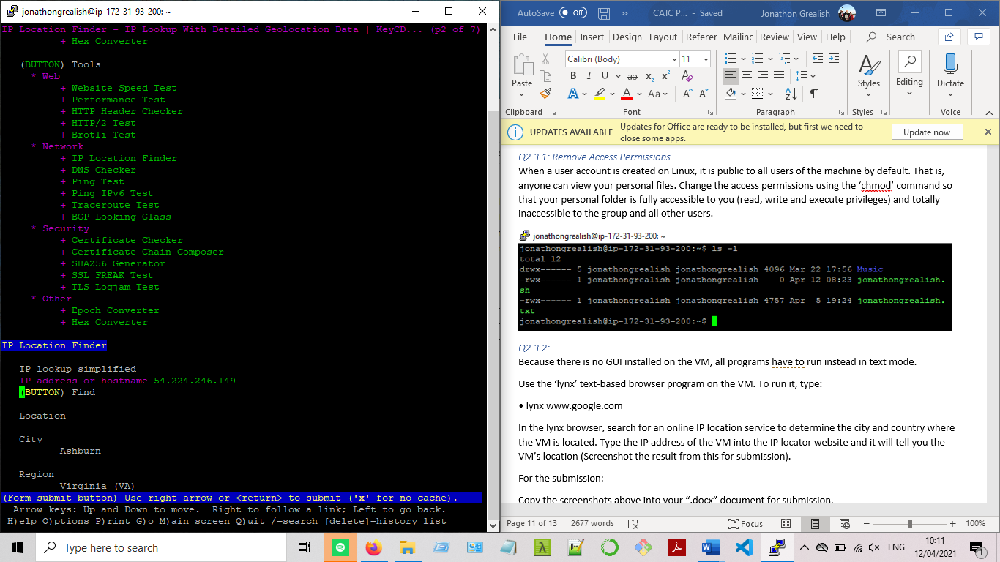 jonathongrealish@ip-172-31-93-200: ~
IP Location Finder - IP Lookup With Detailed Geolocation Data | KeyCD... (p2 of 7)
+ Hex Converter
(BUTTON) Tools
* Web
+ Website Speed Test
+ Performance Test
+ HTTP Header Checker
+ HTTP/2 Test
+ Brotli Test
* Network
+ IP Location Finder
+ DNS Checker
+ Ping Test
+ Ping IPv6 Test
+ Traceroute Test
+ BGP Looking Glass
* Security
+ Certificate Checker
+ Certificate Chain Composer
+ SHA256 Generator
+ SSL FREAK Test
+ TLS Logjam Test
* Other
+ Epoch Converter
+ Hex Converter
IP Location Finder
IP lookup simplified
IP address or hostname 54.224.246.149______
(BUTTON) Find
Location
City
Ashburn
Region
Virginia (VA)
(Form submit button) Use right-arrow or <return> to submit ('x' for no cache).
Arrow keys: Up and Down to move.  Right to follow a link; Left to go back.
H)elp O)ptions P)rint G)o M)ain screen Q)uit /=search [delete]=history list
AutoSave Off » CATC P... - Saved Jonathon Grealish
File Home Insert Design Layout Referer Mailing Review View Help Search
Calibri (Body) 11
Paste
B I U ab x₂ x²
A A Aa A A
Styles Editing Dictate
Clipboard Font Paragraph Styles Voice
UPDATES AVAILABLE Updates for Office are ready to be installed, but first we need to
close some apps.
Update now
Q2.3.1: Remove Access Permissions
When a user account is created on Linux, it is public to all users of the machine by default. That is,
anyone can view your personal files. Change the access permissions using the ‘chmod’ command so
that your personal folder is fully accessible to you (read, write and execute privileges) and totally
inaccessible to the group and all other users.
jonathongrealish@ip-172-31-93-200: ~
jonathongrealish@ip-172-31-93-200:~$ ls -l
total 12
drwx------ 5 jonathongrealish jonathongrealish 4096 Mar 22 17:56 Music
-rwx------ 1 jonathongrealish jonathongrealish    0 Apr 12 08:23 jonathongrealish.
sh
-rwx------ 1 jonathongrealish jonathongrealish 4757 Apr  5 19:24 jonathongrealish.
txt
jonathongrealish@ip-172-31-93-200:~$
Q2.3.2:
Because there is no GUI installed on the VM, all programs have to run instead in text mode.
Use the ‘lynx’ text-based browser program on the VM. To run it, type:
• lynx www.google.com
In the lynx browser, search for an online IP location service to determine the city and country where
the VM is located. Type the IP address of the VM into the IP locator website and it will tell you the
VM’s location (Screenshot the result from this for submission).
For the submission:
Copy the screenshots above into your “.docx” document for submission.
Page 11 of 13 2677 words Focus 100%
Type here to search
ENG
10:11
12/04/2021
1